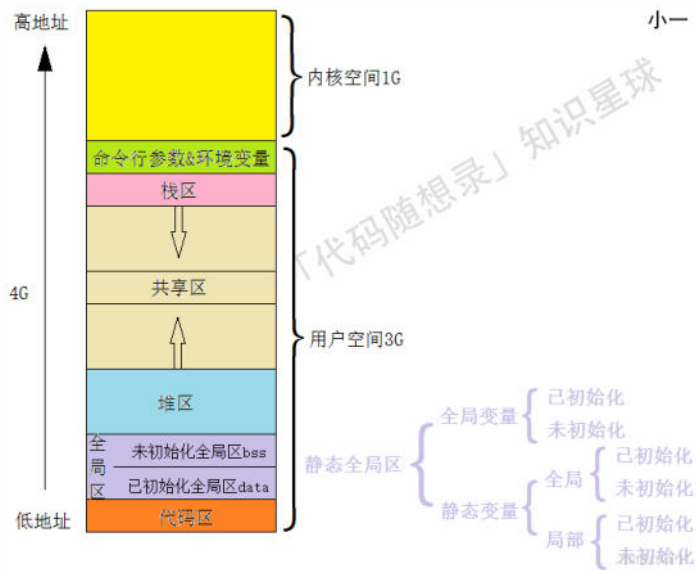 高地址
小一
内核空间1G
命令行参数&环境变量
栈区
「代码随想录」知识星球
共享区
4G
用户空间3G
堆区
全局区
未初始化全局区bss
已初始化全局区data
代码区
低地址
静态全局区
全局变量
已初始化
未初始化
静态变量
全局
已初始化
未初始化
局部
已初始化
未初始化